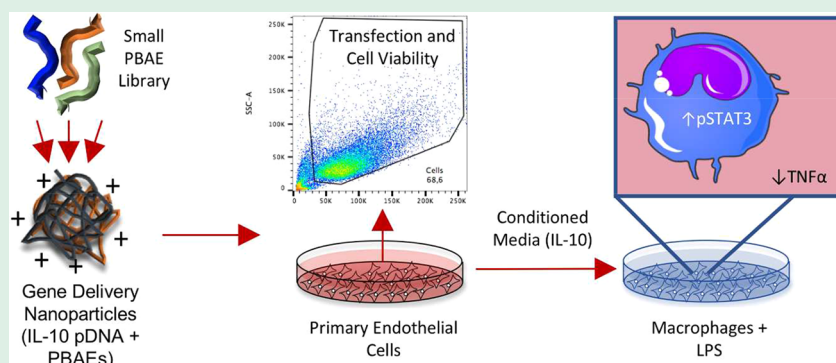 Small
PBAE
Library
+
+
+
+
+
+
Gene Delivery
Nanoparticles
(IL-10 pDNA +
PBAEs)
Transfection and
Cell Viability
SSC-A
250K
200K
150K
100K
50K
0
0
50K
100K
150K
200K
250K
Cells
68,6
Primary Endothelial
Cells
Conditioned
Media (IL-10)
↑pSTAT3
↓TNFα
Macrophages +
LPS